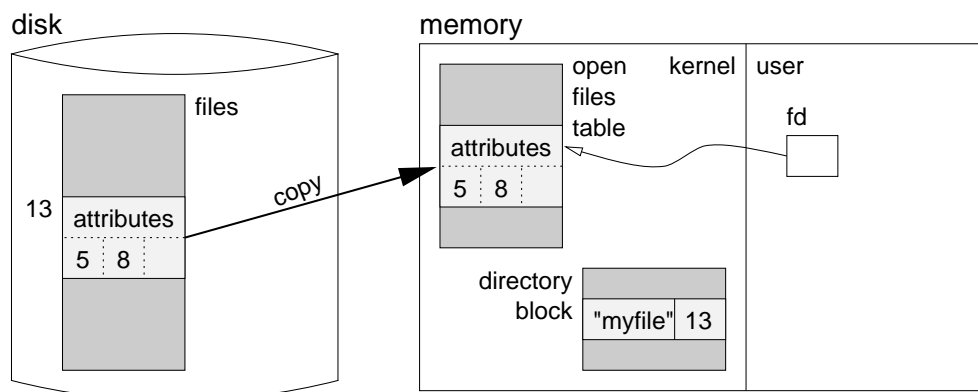 disk
files
13
attributes
5 8
copy
memory
open
files
table
kernel
user
fd
attributes
5 8
directory
block
"myfile" 13